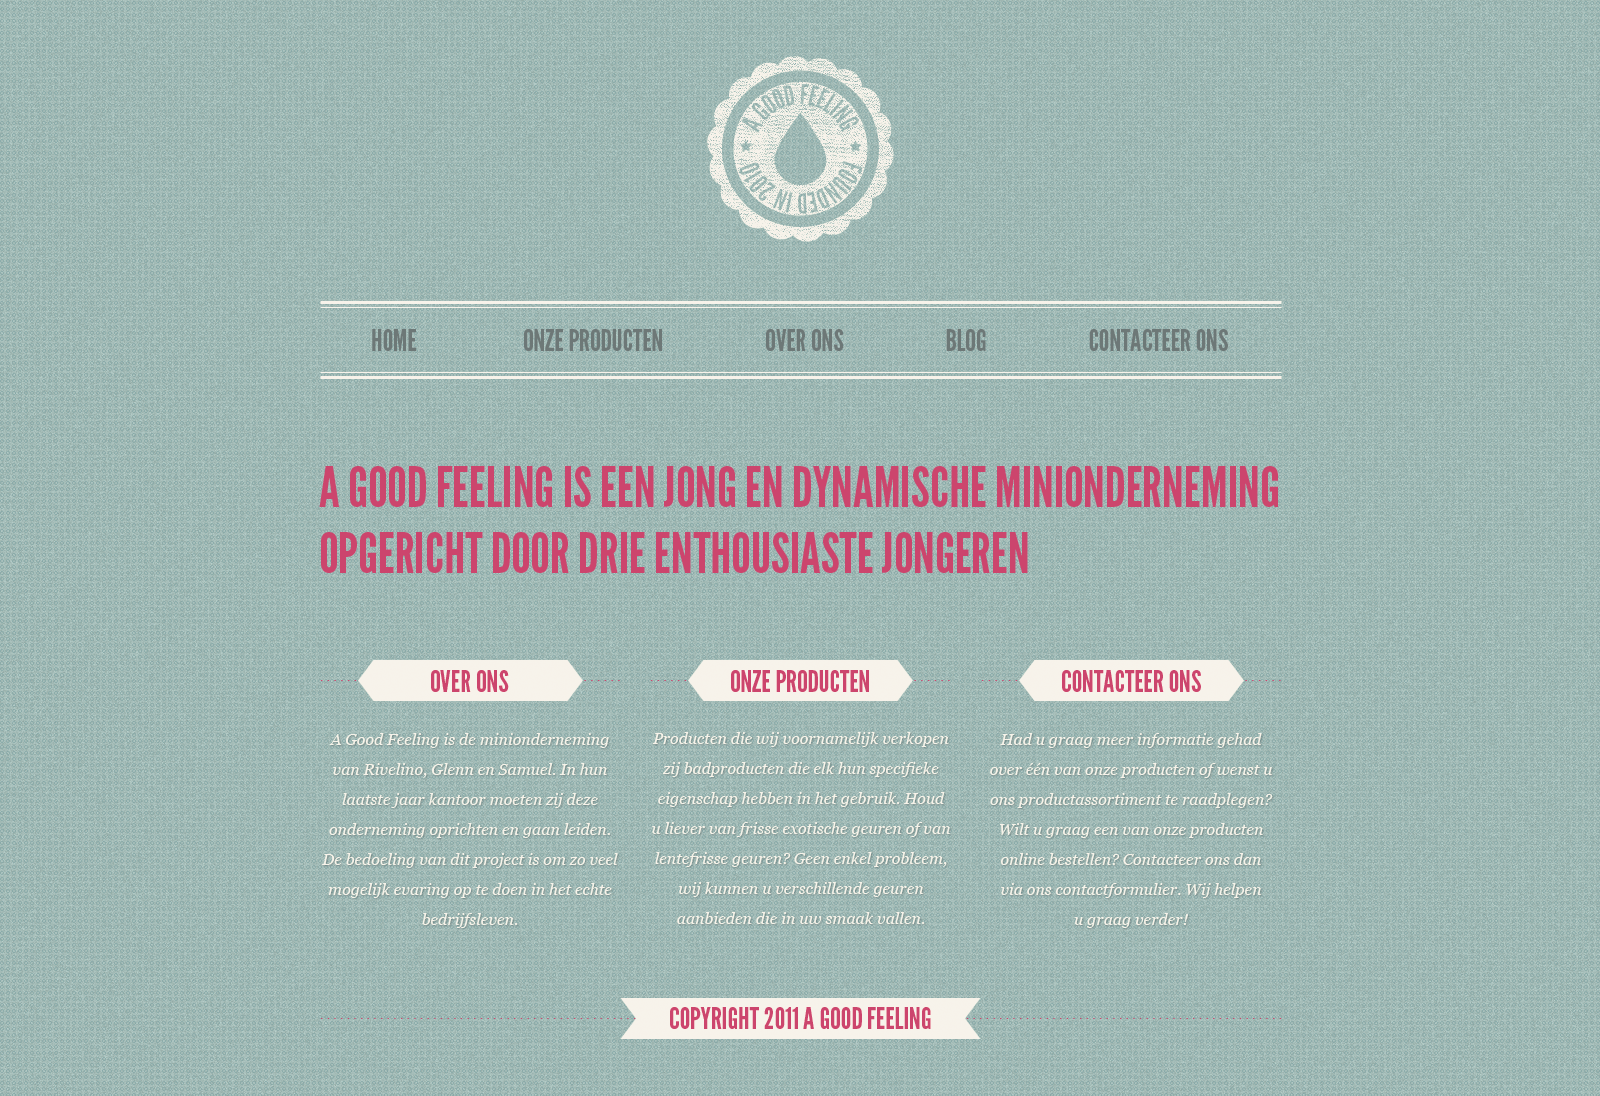 A GOOD FEELING
FOUNDED IN 2010
HOME
ONZE PRODUCTEN
OVER ONS
BLOG
CONTACTEER ONS
A GOOD FEELING IS EEN JONG EN DYNAMISCHE MINIONDERNEMING
OPGERICHT DOOR DRIE ENTHOUSIASTE JONGEREN
OVER ONS
A Good Feeling is de minionderneming
van Rivelino, Glenn en Samuel. In hun
laatste jaar kantoor moeten zij deze
onderneming oprichten en gaan leiden.
De bedoeling van dit project is om zo veel
mogelijk evaring op te doen in het echte
bedrijfsleven.
ONZE PRODUCTEN
Producten die wij voornamelijk verkopen
zij badproducten die elk hun specifieke
eigenschap hebben in het gebruik. Houd
u liever van frisse exotische geuren of van
lentefrisse geuren? Geen enkel probleem,
wij kunnen u verschillende geuren
aanbieden die in uw smaak vallen.
CONTACTEER ONS
Had u graag meer informatie gehad
over één van onze producten of wenst u
ons productassortiment te raadplegen?
Wilt u graag een van onze producten
online bestellen? Contacteer ons dan
via ons contactformulier. Wij helpen
u graag verder!
COPYRIGHT 2011 A GOOD FEELING